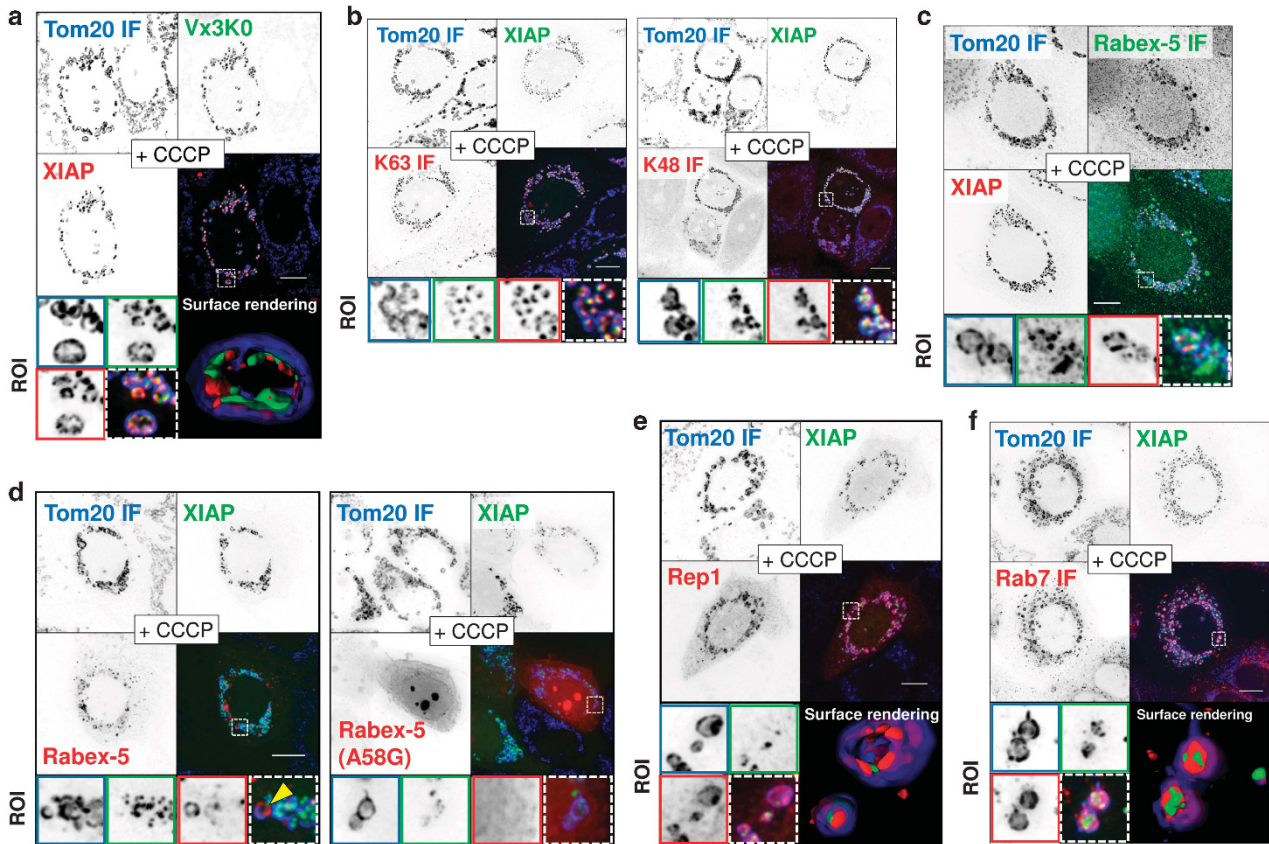 a
Tom20 IF
Vx3K0
+ CCCP
XIAP
Surface rendering
ROI
b
Tom20 IF
XIAP
+ CCCP
K63 IF
Tom20 IF
XIAP
+ CCCP
K48 IF
ROI
c
Tom20 IF
Rabex-5 IF
+ CCCP
XIAP
ROI
d
Tom20 IF
XIAP
+ CCCP
Rabex-5
Tom20 IF
XIAP
+ CCCP
Rabex-5
(A58G)
ROI
e
Tom20 IF
XIAP
+ CCCP
Rep1
Surface rendering
ROI
f
Tom20 IF
XIAP
+ CCCP
Rab7 IF
Surface rendering
ROI